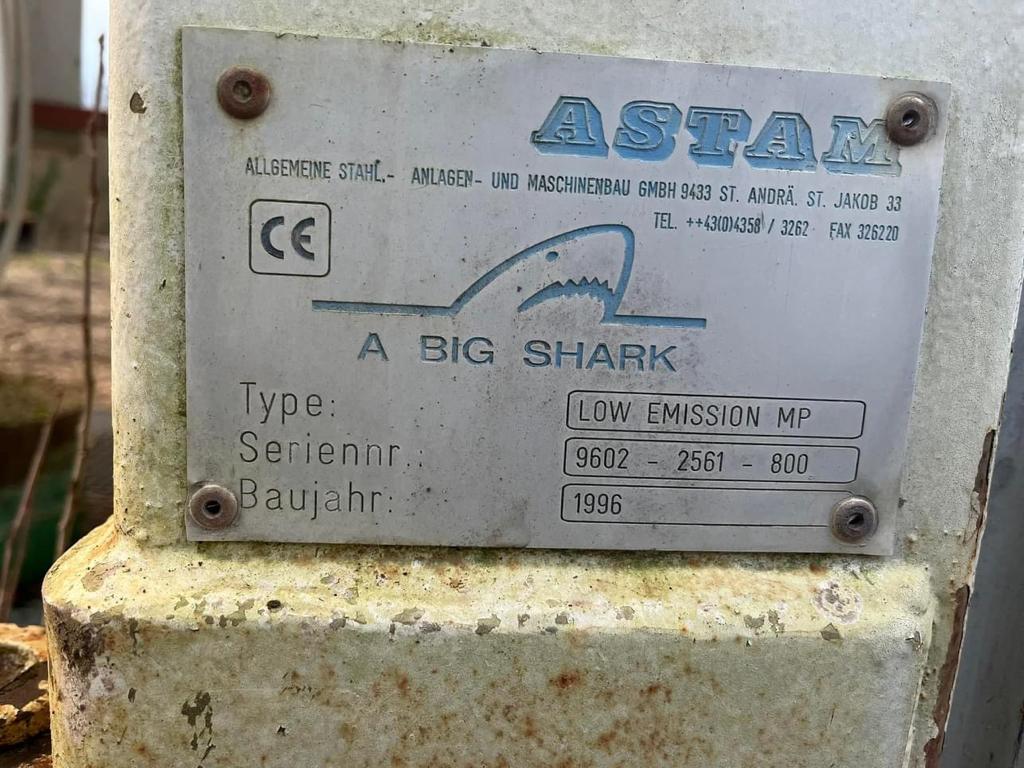 ASTAM
ALLGEMEINE STAHL.- ANLAGEN- UND MASCHINENBAU GMBH 9433 ST. ANDRÄ. ST. JAKOB 33
TEL. ++43(0)4358 / 3262 FAX 326220
CE
A BIG SHARK
Type: LOW EMISSION MP
Seriennr.: 9602 - 2561 - 800
Baujahr: 1996